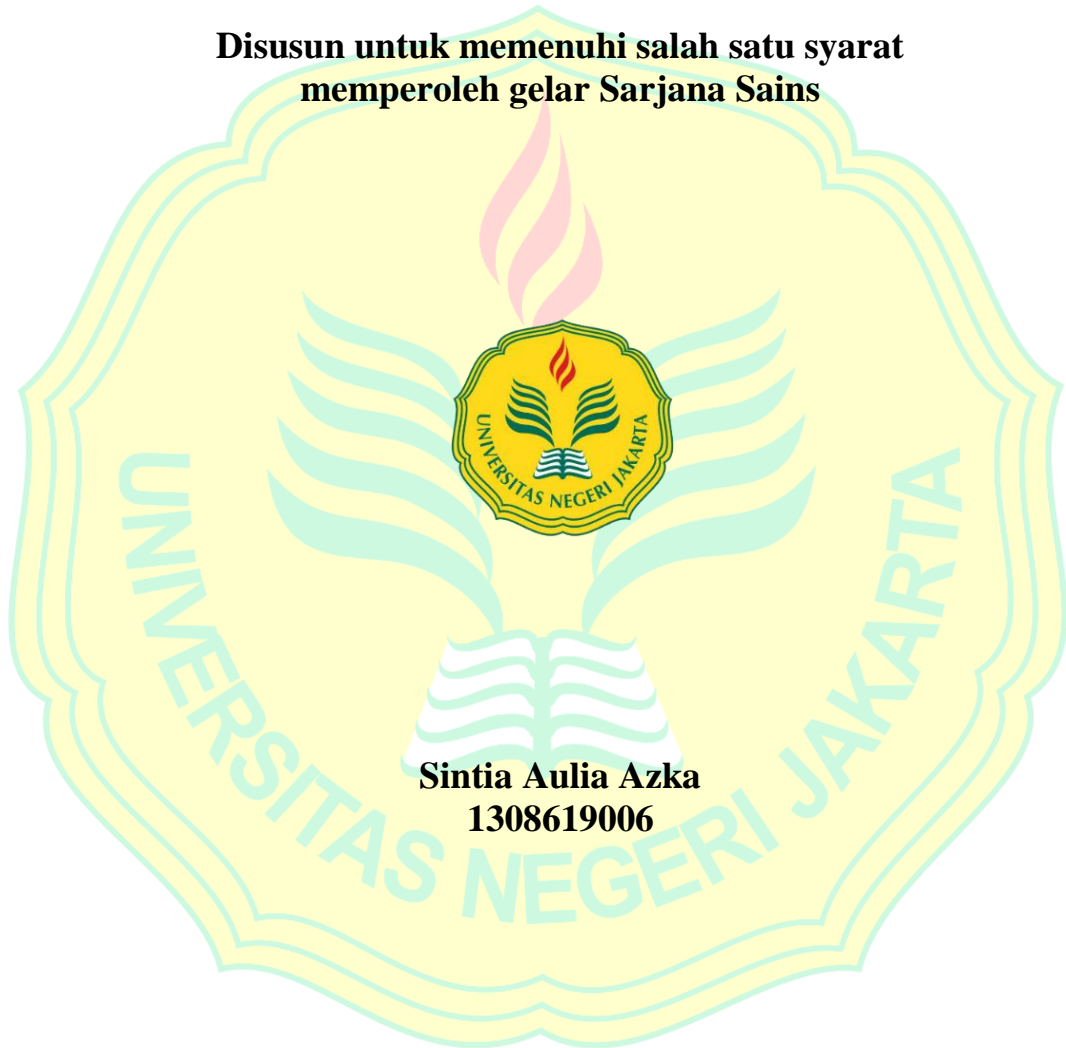 Disusun untuk memenuhi salah satu syarat
memperoleh gelar Sarjana Sains
UNIVERSITAS NEGERI JAKARTA
UNIVERSITAS NEGERI JAKARTA
Sintia Aulia Azka
1308619006